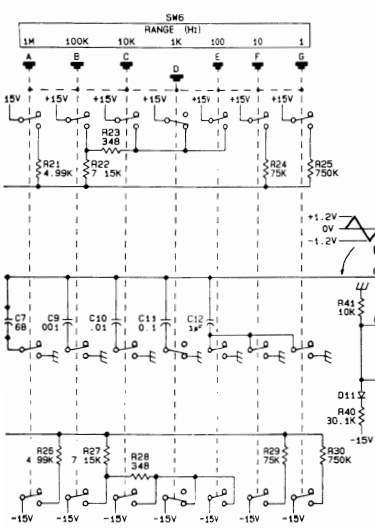 SW6
RANGE (Hz)
1M 100K 10K 1K 100 10 1
A B C D E F G
15V +15V +15V +15V +15V +15V +15V
R23
348
R21
4.99K
R22
7 15K
R24
75K
R25
750K
+1.2V
0V
-1.2V
R41
10K
C7
68
C9
001
C10
.01
C11
0.1
C12
1µF
D11
R40
30.1K
-15V
R26
4 99K
R27
7 15K
R28
348
R29
75K
R30
750K
-15V -15V -15V -15V -15V -15V -15V